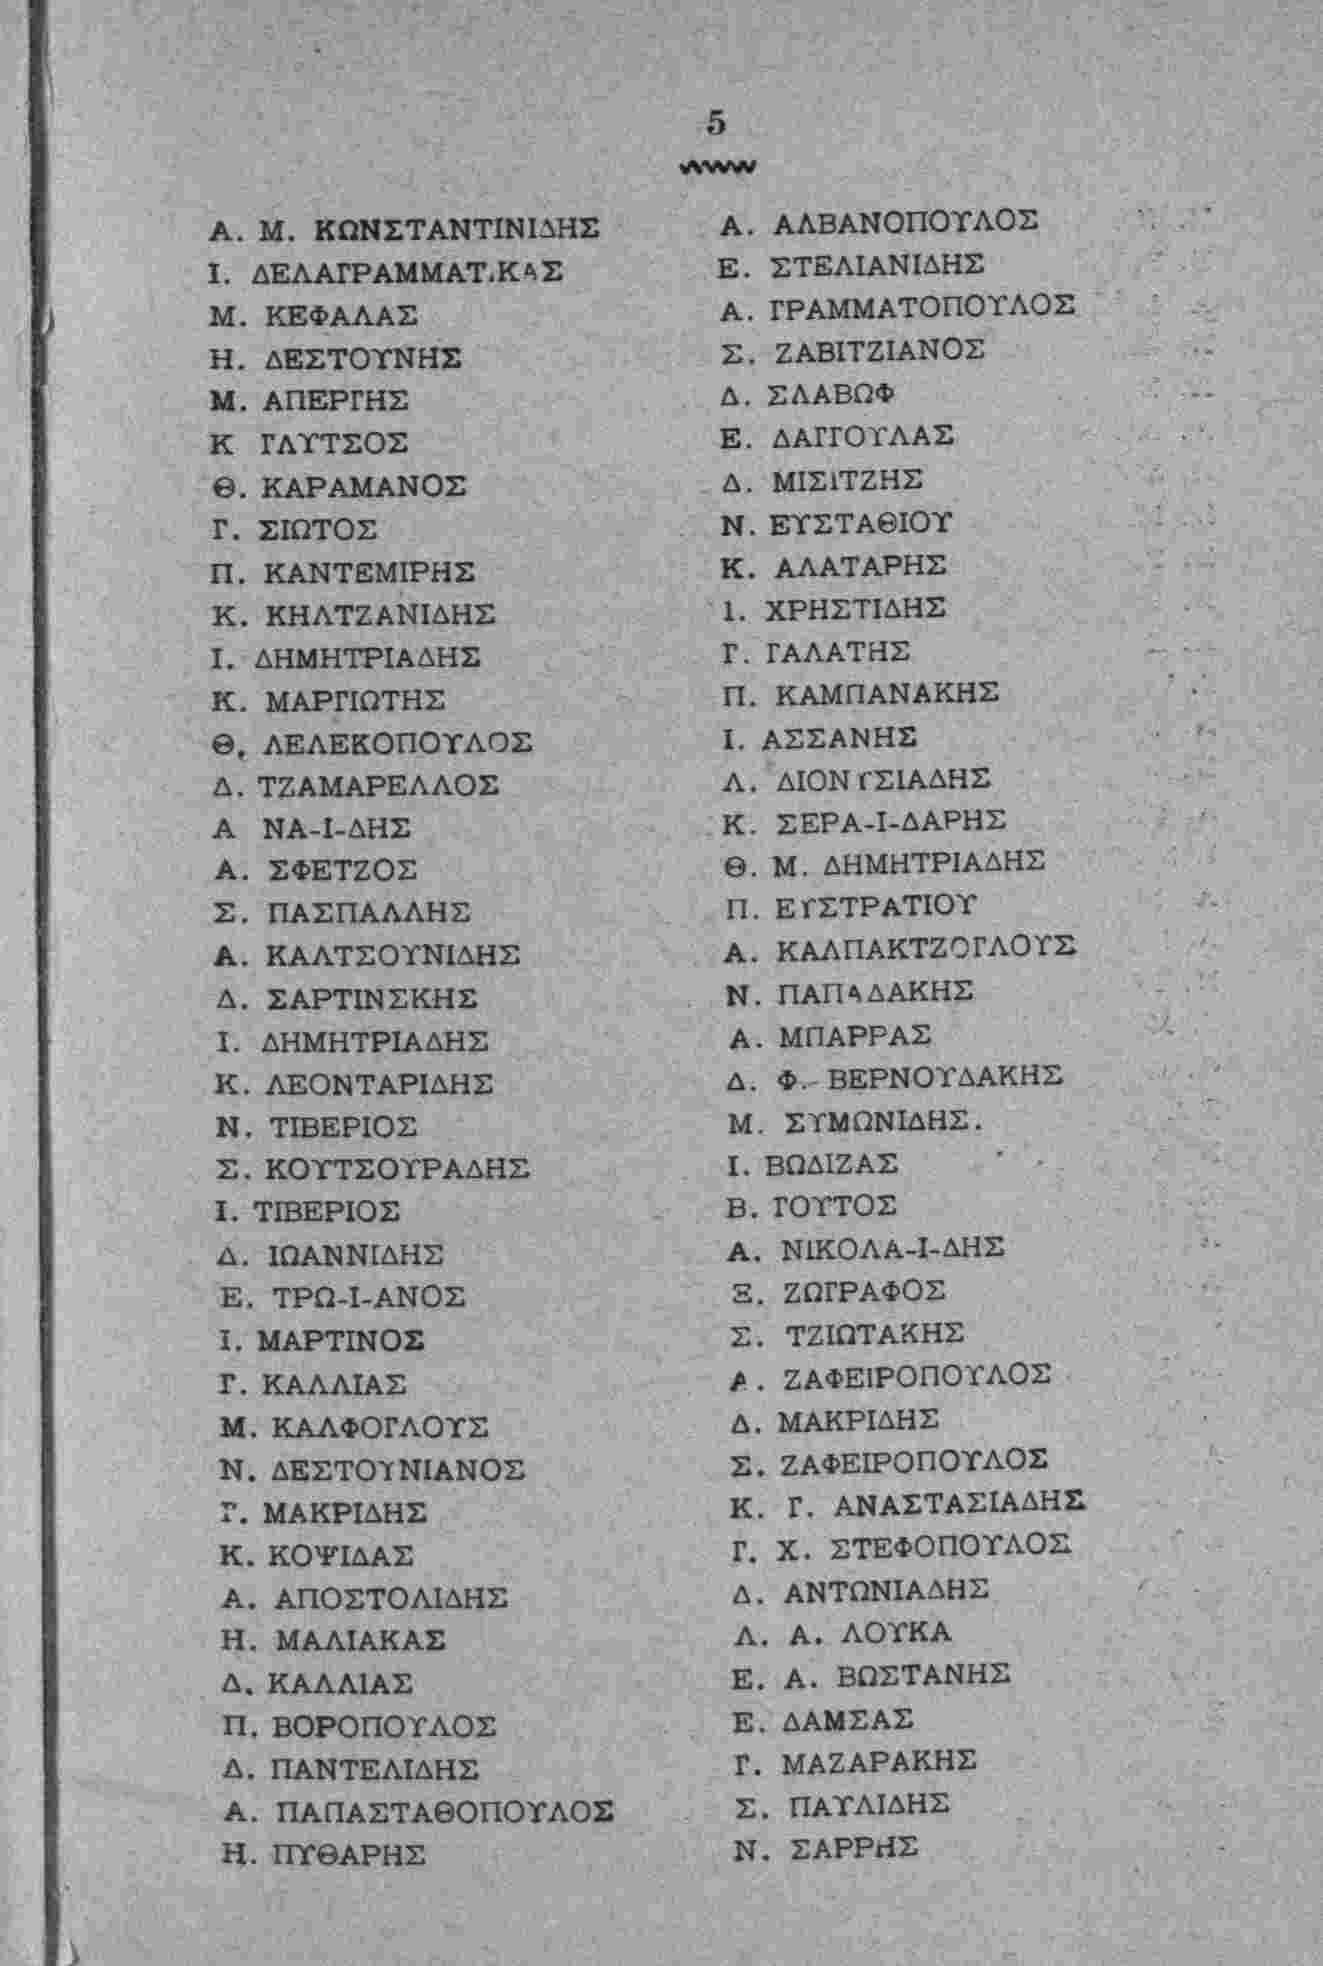 5
Α. Μ. ΚΩΝΣΤΑΝΤΙΝΙΔΗΣ
Ι. ΔΕΛΑΓΡΑΜΜΑΤΙΚΑΣ
Μ. ΚΕΦΑΛΑΣ
Η. ΔΕΣΤΟΥΝΗΣ
Μ. ΑΠΕΡΓΗΣ
Κ ΓΛΥΤΣΟΣ
Θ. ΚΑΡΑΜΑΝΟΣ
Γ. ΣΙΩΤΟΣ
Π. ΚΑΝΤΕΜΙΡΗΣ
Κ. ΚΗΛΤΖΑΝΙΔΗΣ
Ι. ΔΗΜΗΤΡΙΑΔΗΣ
Κ. ΜΑΡΓΙΩΤΗΣ
Θ. ΛΕΛΕΚΟΠΟΥΛΟΣ
Δ. ΤΖΑΜΑΡΕΛΛΟΣ
Α ΝΑ-Ι-ΔΗΣ
Α. ΣΦΕΤΖΟΣ
Σ. ΠΑΣΠΑΛΛΗΣ
Α. ΚΑΛΤΣΟΥΝΙΔΗΣ
Δ. ΣΑΡΤΙΝΣΚΗΣ
Ι. ΔΗΜΗΤΡΙΑΔΗΣ
Κ. ΛΕΟΝΤΑΡΙΔΗΣ
Ν. ΤΙΒΕΡΙΟΣ
Σ. ΚΟΥΤΣΟΥΡΑΔΗΣ
Ι. ΤΙΒΕΡΙΟΣ
Δ. ΙΩΑΝΝΙΔΗΣ
Ε. ΤΡΩ-Ι-ΑΝΟΣ
Ι. ΜΑΡΤΙΝΟΣ
Γ. ΚΑΛΛΙΑΣ
Μ. ΚΑΛΦΟΓΛΟΥΣ
Ν. ΔΕΣΤΟΥΝΙΑΝΟΣ
Γ. ΜΑΚΡΙΔΗΣ
Κ. ΚΟΨΙΔΑΣ
Α. ΑΠΟΣΤΟΛΙΔΗΣ
Η. ΜΑΛΙΑΚΑΣ
Δ. ΚΑΛΛΙΑΣ
Π. ΒΟΡΟΠΟΥΛΟΣ
Δ. ΠΑΝΤΕΛΙΔΗΣ
Α. ΠΑΠΑΣΤΑΘΟΠΟΥΛΟΣ
Η. ΠΥΘΑΡΗΣ
Α. ΑΛΒΑΝΟΠΟΥΛΟΣ
Ε. ΣΤΕΛΙΑΝΙΔΗΣ
Α. ΓΡΑΜΜΑΤΟΠΟΥΛΟΣ
Σ. ΖΑΒΙΤΖΙΑΝΟΣ
Δ. ΣΛΑΒΩΦ
Ε. ΔΑΓΓΟΥΛΑΣ
Δ. ΜΙΣΙΤΖΗΣ
Ν. ΕΥΣΤΑΘΙΟΥ
Κ. ΑΛΑΤΑΡΗΣ
Ι. ΧΡΗΣΤΙΔΗΣ
Γ. ΓΑΛΑΤΗΣ
Π. ΚΑΜΠΑΝΑΚΗΣ
Ι. ΑΣΣΑΝΗΣ
Λ. ΔΙΟΝΥΣΙΑΔΗΣ
Κ. ΣΕΡΑ-Ι-ΔΑΡΗΣ
Θ. Μ. ΔΗΜΗΤΡΙΑΔΗΣ
Π. ΕΥΣΤΡΑΤΙΟΥ
Α. ΚΑΛΠΑΚΤΖΟΓΛΟΥΣ
Ν. ΠΑΠΑΔΑΚΗΣ
Α. ΜΠΑΡΡΑΣ
Δ. Φ. ΒΕΡΝΟΥΔΑΚΗΣ
Μ. ΣΥΜΩΝΙΔΗΣ.
Ι. ΒΩΔΙΖΑΣ
Β. ΓΟΥΤΟΣ
Α. ΝΙΚΟΛΑ-Ι-ΔΗΣ
Ξ. ΖΩΓΡΑΦΟΣ
Σ. ΤΖΙΩΤΑΚΗΣ
Α. ΖΑΦΕΙΡΟΠΟΥΛΟΣ
Δ. ΜΑΚΡΙΔΗΣ
Σ. ΖΑΦΕΙΡΟΠΟΥΛΟΣ
Κ. Γ. ΑΝΑΣΤΑΣΙΑΔΗΣ
Γ. Χ. ΣΤΕΦΟΠΟΥΛΟΣ
Δ. ΑΝΤΩΝΙΑΔΗΣ
Λ. Α. ΛΟΥΚΑ
Ε. Α. ΒΩΣΤΑΝΗΣ
Ε. ΔΑΜΣΑΣ
Γ. ΜΑΖΑΡΑΚΗΣ
Σ. ΠΑΥΛΙΔΗΣ
Ν. ΣΑΡΡΗΣ